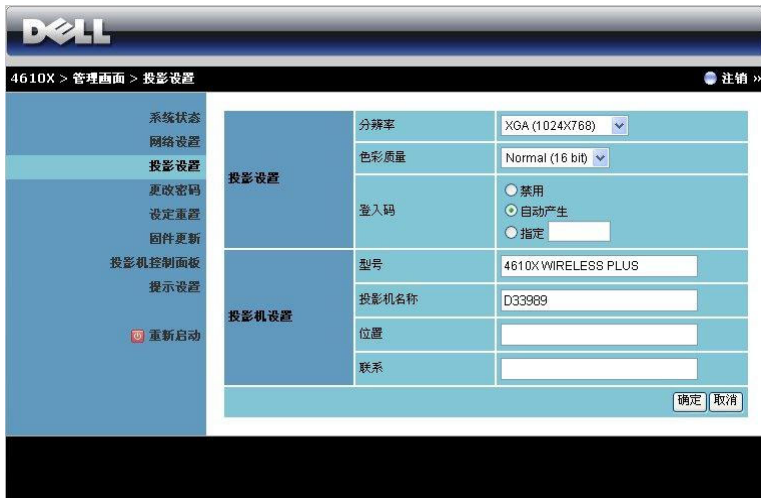 DELL
4610X > 管理画面 > 投影设置
注销 »
系统状态
网络设置
投影设置
更改密码
设定重置
固件更新
投影机控制面板
提示设置
重新启动
投影设置
分辨率
XGA (1024X768)
色彩质量
Normal (16 bit)
登入码
禁用
自动产生
指定
投影机设置
型号
4610X WIRELESS PLUS
投影机名称
D33989
位置
联系
确定
取消